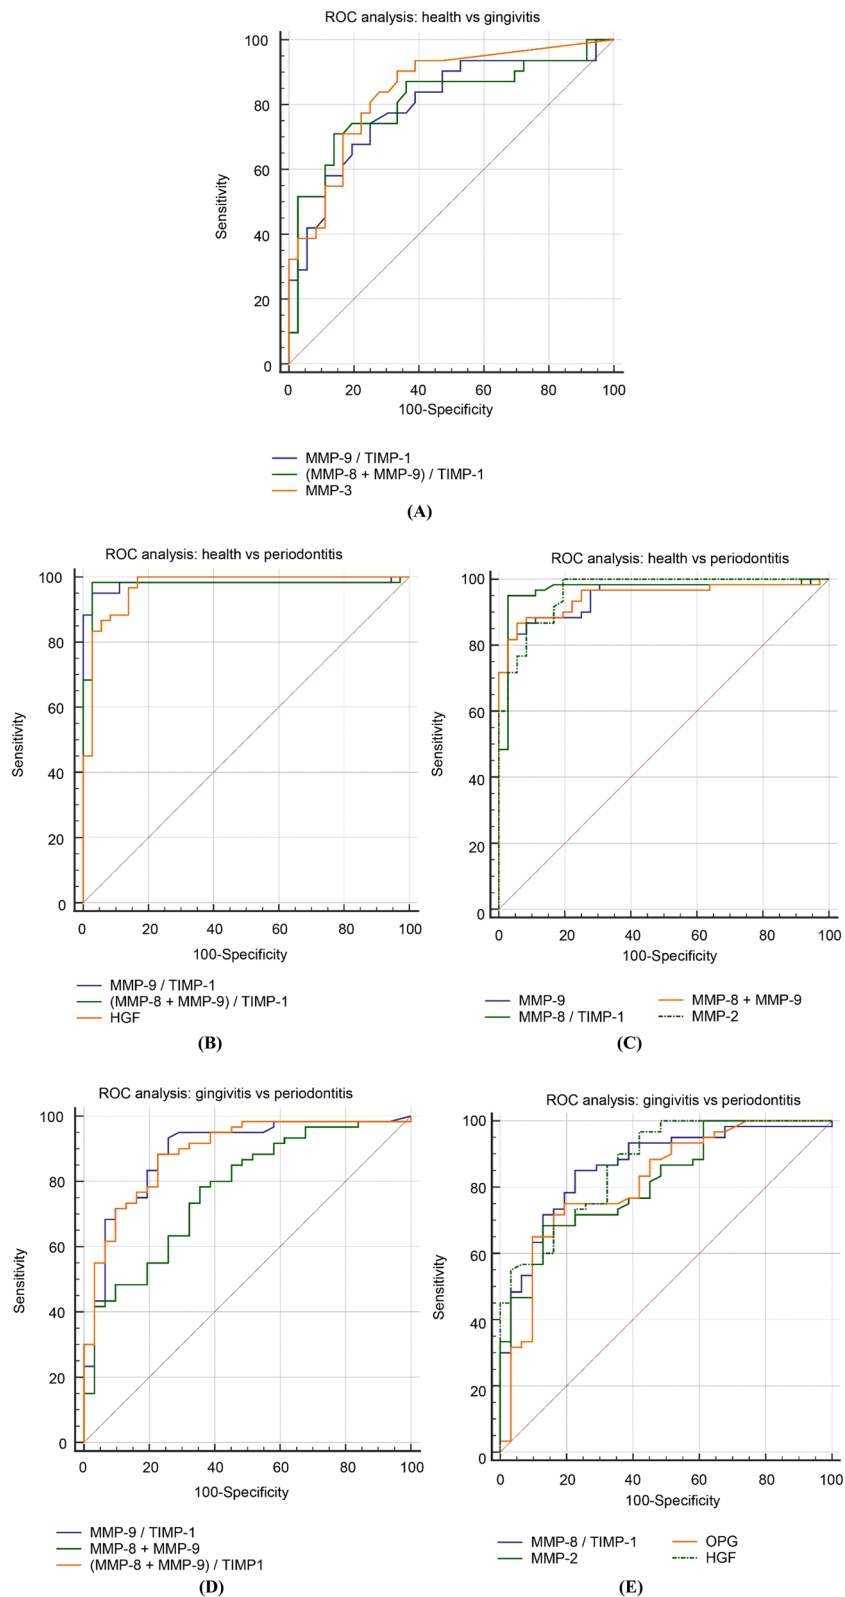 ROC analysis: health vs gingivitis
100
80
60
40
20
0
Sensitivity
0 20 40 60 80 100
100-Specificity
MMP-9 / TIMP-1
(MMP-8 + MMP-9) / TIMP-1
MMP-3
(A)
ROC analysis: health vs periodontitis
100
80
60
40
20
0
Sensitivity
0 20 40 60 80 100
100-Specificity
MMP-9 / TIMP-1
(MMP-8 + MMP-9) / TIMP-1
HGF
(B)
ROC analysis: health vs periodontitis
100
80
60
40
20
0
Sensitivity
0 20 40 60 80 100
100-Specificity
MMP-9 MMP-8 + MMP-9
MMP-8 / TIMP-1 MMP-2
(C)
ROC analysis: gingivitis vs periodontitis
100
80
60
40
20
0
Sensitivity
0 20 40 60 80 100
100-Specificity
MMP-9 / TIMP-1
MMP-8 + MMP-9
(MMP-8 + MMP-9) / TIMP1
(D)
ROC analysis: gingivitis vs periodontitis
100
80
60
40
20
0
Sensitivity
0 20 40 60 80 100
100-Specificity
MMP-8 / TIMP-1 OPG
MMP-2 HGF
(E)